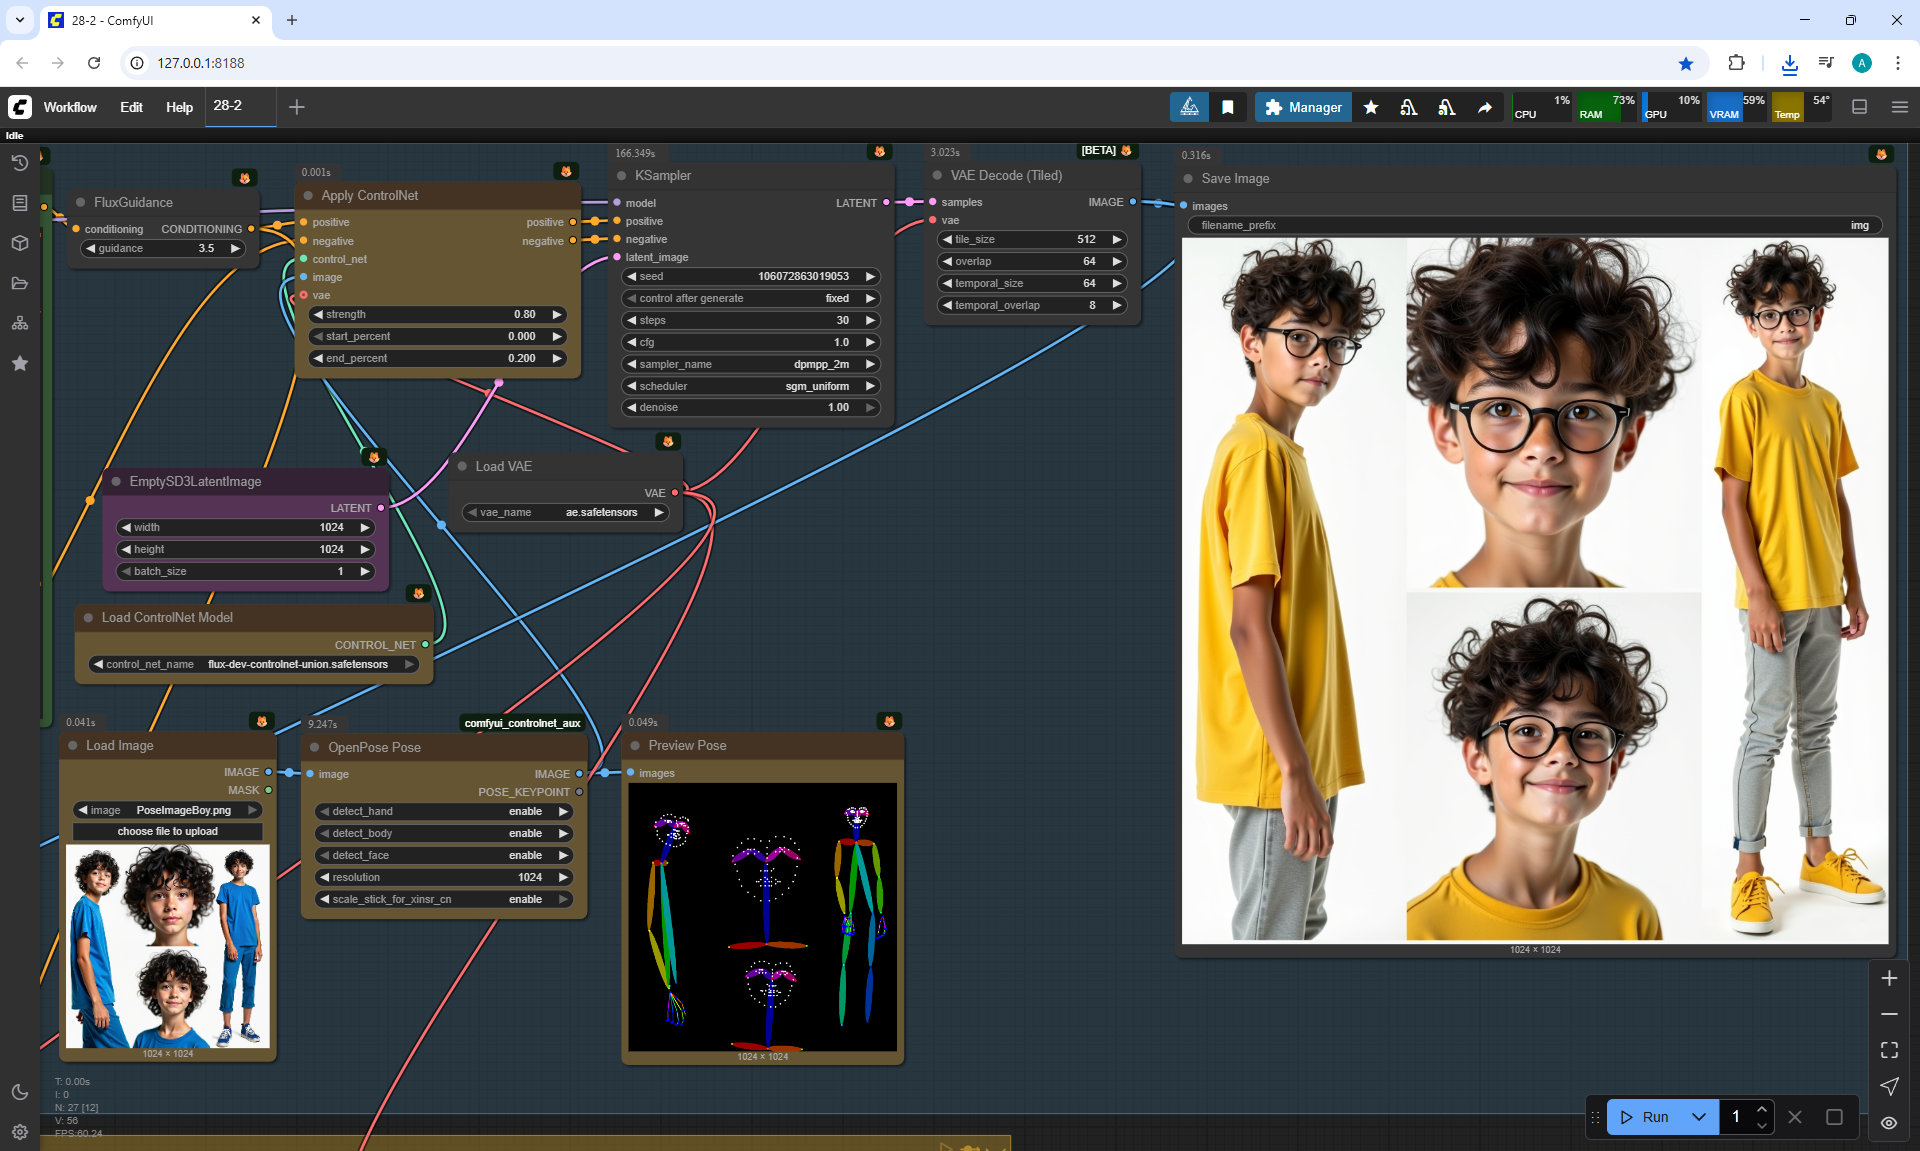 28-2 - ComfyUI
127.0.0.1:8188
A
Workflow
Edit
Help
28-2
Manager
CPU
1%
RAM
73%
GPU
10%
VRAM
59%
Temp
54°
Idle
FluxGuidance
conditioning
CONDITIONING
guidance
3.5
0.001s
Apply ControlNet
positive
positive
negative
negative
control_net
image
vae
strength
0.80
start_percent
0.000
end_percent
0.200
166.349s
KSampler
model
LATENT
positive
negative
latent_image
seed
106072863019053
control after generate
fixed
steps
30
cfg
1.0
sampler_name
dpmpp_2m
scheduler
sgm_uniform
denoise
1.00
3.023s
[BETA]
VAE Decode (Tiled)
samples
IMAGE
vae
tile_size
512
overlap
64
temporal_size
64
temporal_overlap
8
0.316s
Save Image
images
filename_prefix
img
1024 × 1024
EmptySD3LatentImage
LATENT
width
1024
height
1024
batch_size
1
Load VAE
VAE
vae_name
ae.safetensors
Load ControlNet Model
CONTROL_NET
control_net_name
flux-dev-controlnet-union.safetensors
0.041s
Load Image
IMAGE
MASK
image
PoseImageBoy.png
choose file to upload
1024 × 1024
9.247s
comfyui_controlnet_aux
OpenPose Pose
image
IMAGE
POSE_KEYPOINT
detect_hand
enable
detect_body
enable
detect_face
enable
resolution
1024
scale_stick_for_xinsr_cn
enable
0.049s
Preview Pose
images
1024 × 1024
T: 0.00s
I: 0
N: 27 [12]
V: 56
FPS:60.24
Run
1